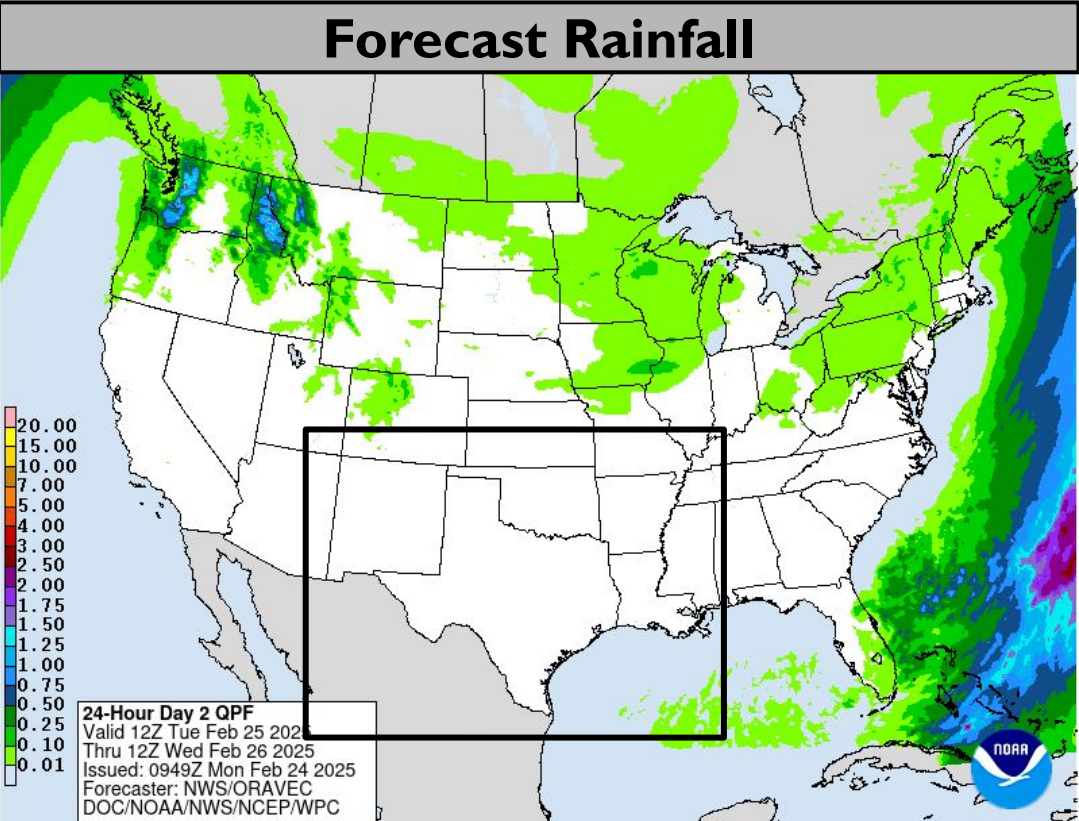 Forecast Rainfall
20.00
15.00
10.00
7.00
5.00
4.00
3.00
2.50
2.00
1.75
1.50
1.25
1.00
0.75
0.50
0.25
0.10
0.01
24-Hour Day 2 QPF
Valid 12Z Tue Feb 25 2025
Thru 12Z Wed Feb 26 2025
Issued: 0949Z Mon Feb 24 2025
Forecaster: NWS/ORAVEC
DOC/NOAA/NWS/NCEP/WPC
NOAA